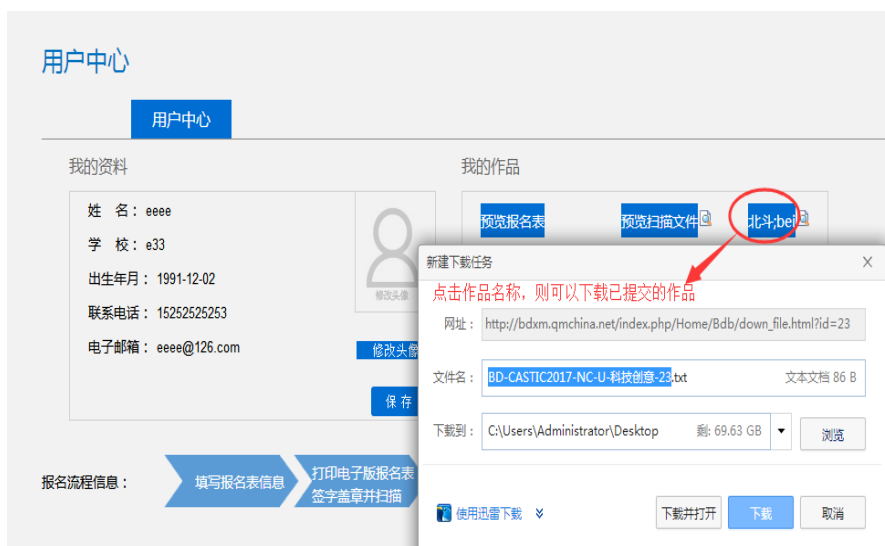 用户中心
用户中心
我的资料
我的作品
姓 名： eeee
学 校： e33
出生年月： 1991-12-02
联系电话： 15252525253
电子邮箱： eeee@126.com
修改头像
修改头像
保 存
预览报名表
预览扫描文件
北斗;bei
新建下载任务
点击作品名称，则可以下载已提交的作品
网址： http://bdxm.qmchina.net/index.php/Home/Bdb/down_file.html?id=23
文件名： BD-CASTIC2017-NC-U-科技创意-23.txt 文本文档 86 B
下载到： C:\Users\Administrator\Desktop 剩: 69.63 GB 浏览
使用迅雷下载 下载并打开 下载 取消
报名流程信息：
填写报名表信息
打印电子版报名表
签字盖章并扫描